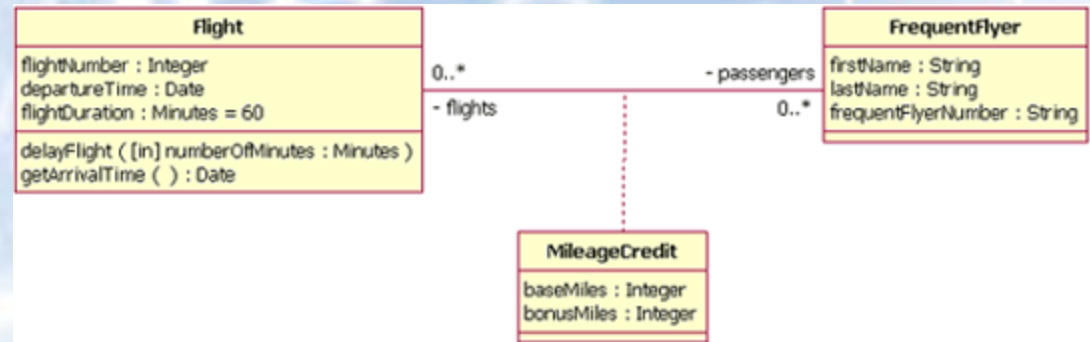 Flight
flightNumber : Integer
departureTime : Date
flightDuration : Minutes = 60
delayFlight ( [in] numberOfMinutes : Minutes )
getArrivalTime ( ) : Date
0..*
- flights
- passengers
0..*
FrequentFlyer
firstName : String
lastName : String
frequentFlyerNumber : String
MileageCredit
baseMiles : Integer
bonusMiles : Integer